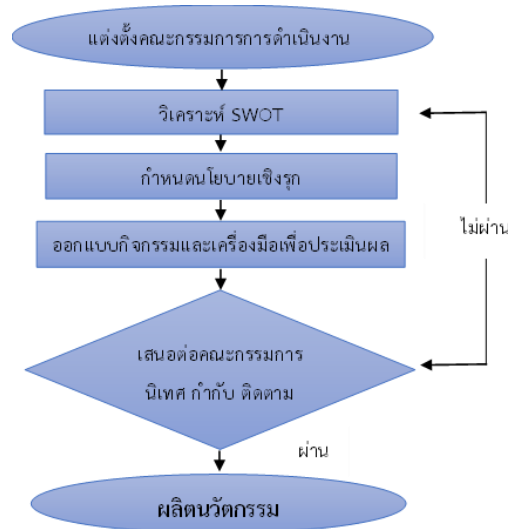 แต่งตั้งคณะกรรมการการดำเนินงาน
วิเคราะห์ SWOT
กำหนดนโยบายเชิงรุก
ออกแบบกิจกรรมและเครื่องมือเพื่อประเมินผล
ไม่ผ่าน
เสนอต่อคณะกรรมการ
นิเทศ กำกับ ติดตาม
ผ่าน
ผลิตนวัตกรรม